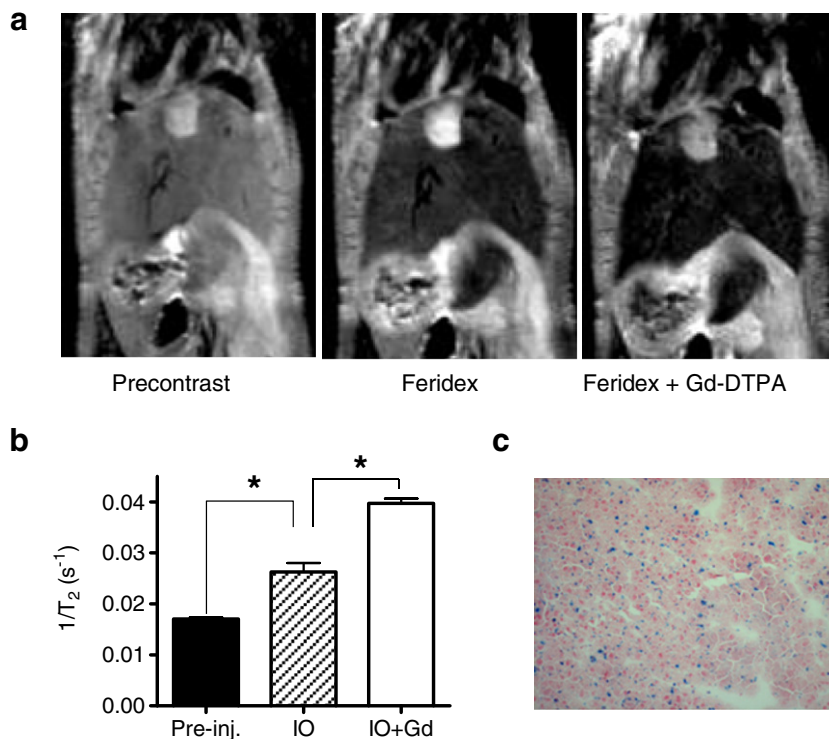 a
Precontrast
Feridex
Feridex + Gd-DTPA
b
*
*
1/T₂ (s⁻¹)
0.04
0.03
0.02
0.01
0.00
Pre-inj.
IO
IO+Gd
c